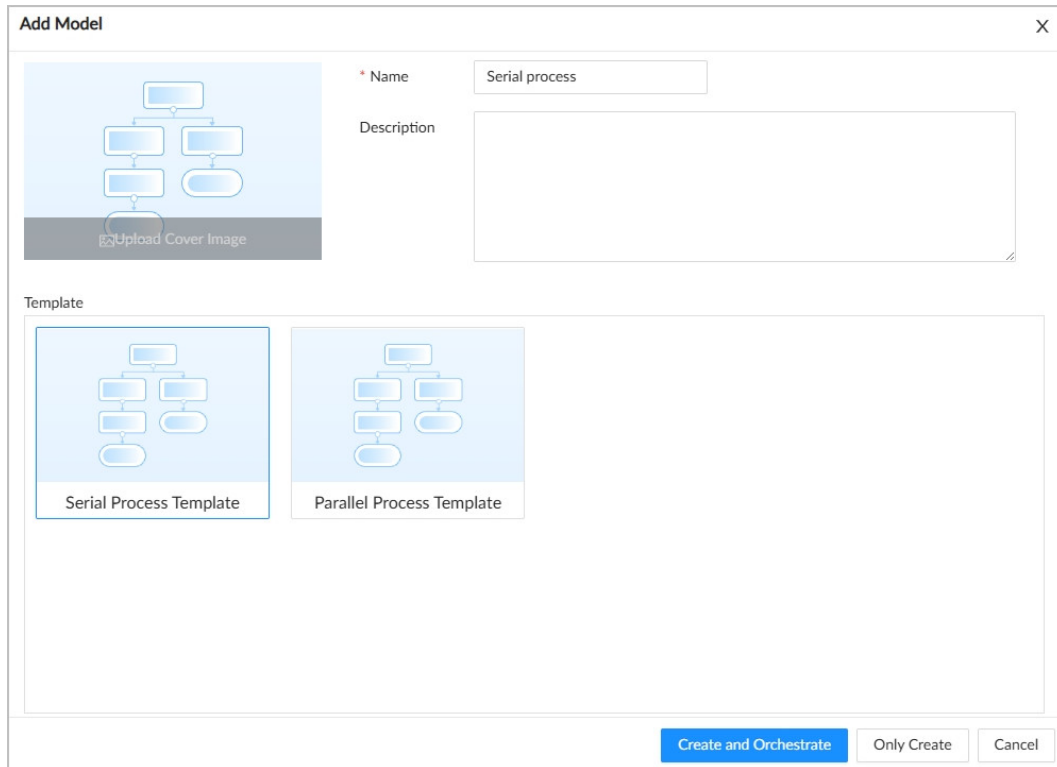 Add Model
X
* Name
Serial process
Description
Upload Cover Image
Template
Serial Process Template
Parallel Process Template
Create and Orchestrate
Only Create
Cancel